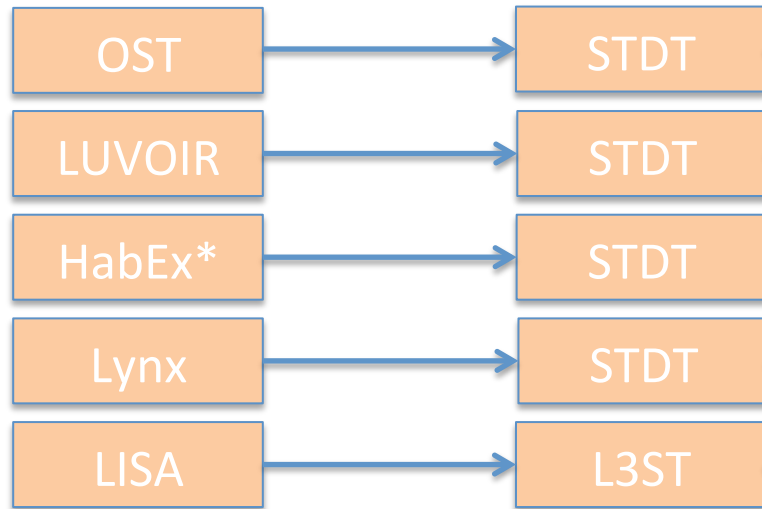 OST STDT
LUVOIR STDT
HabEx* STDT
Lynx STDT
LISA L3ST